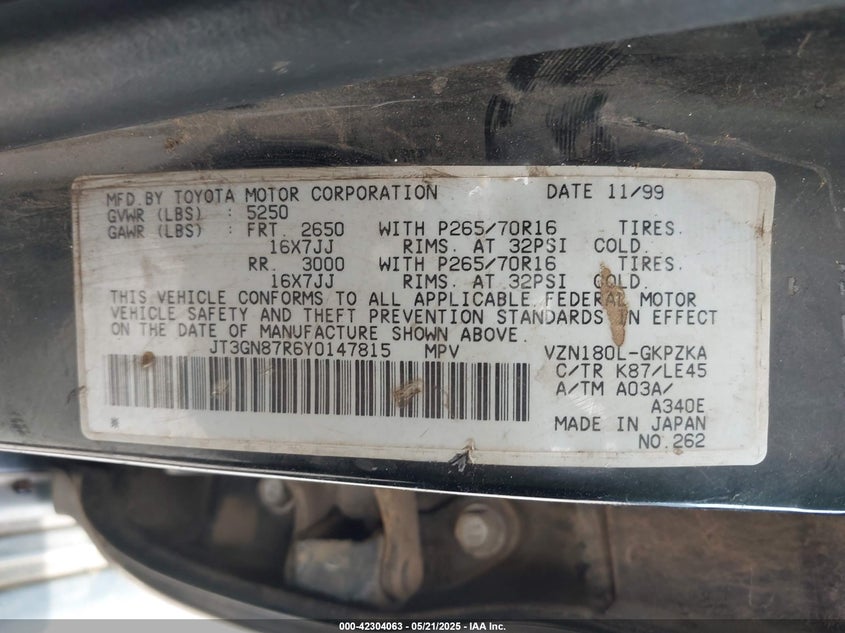 MFD.BY TOYOTA MOTOR CORPORATION DATE 11/99
GVWR (LBS) : 5250
GAWR (LBS) : FRT. 2650 WITH P265/70R16 TIRES.
16X7JJ RIMS. AT 32PSI COLD.
RR. 3000 WITH P265/70R16 TIRES.
16X7JJ RIMS. AT 32PSI COLD.
THIS VEHICLE CONFORMS TO ALL APPLICABLE FEDERAL MOTOR
VEHICLE SAFETY AND THEFT PREVENTION STANDARDS IN EFFECT
ON THE DATE OF MANUFACTURE SHOWN ABOVE.
JT3GN87R6Y0147815 MPV VZN180L-GKPZKA
C/TR K87/LE45
A/TM A03A/
A340E
MADE IN JAPAN
NO.262
000-42304063 - 05/21/2025 - IAA Inc.